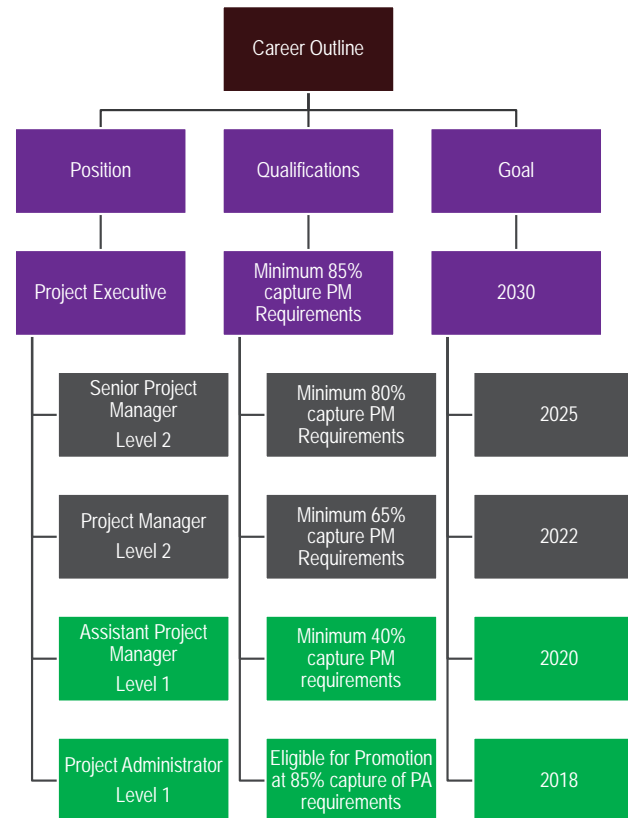 Career Outline
Position
Qualifications
Goal
Project Executive
Minimum 85%
capture PM
Requirements
2030
Senior Project
Manager
Level 2
Minimum 80%
capture PM
Requirements
2025
Project Manager
Level 2
Minimum 65%
capture PM
Requirements
2022
Assistant Project
Manager
Level 1
Minimum 40%
capture PM
requirements
2020
Project Administrator
Level 1
Eligible for Promotion
at 85% capture of PA
requirements
2018